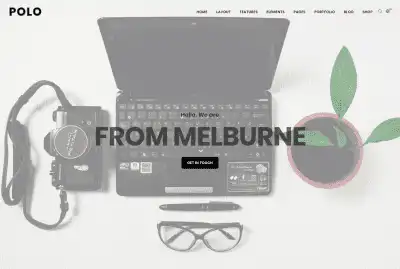 POLO
HOME LAYOUT FEATURES ELEMENTS PAGES PORTFOLIO BLOG SHOP
Hello, We are
FROM MELBURNE
GET IN TOUCH